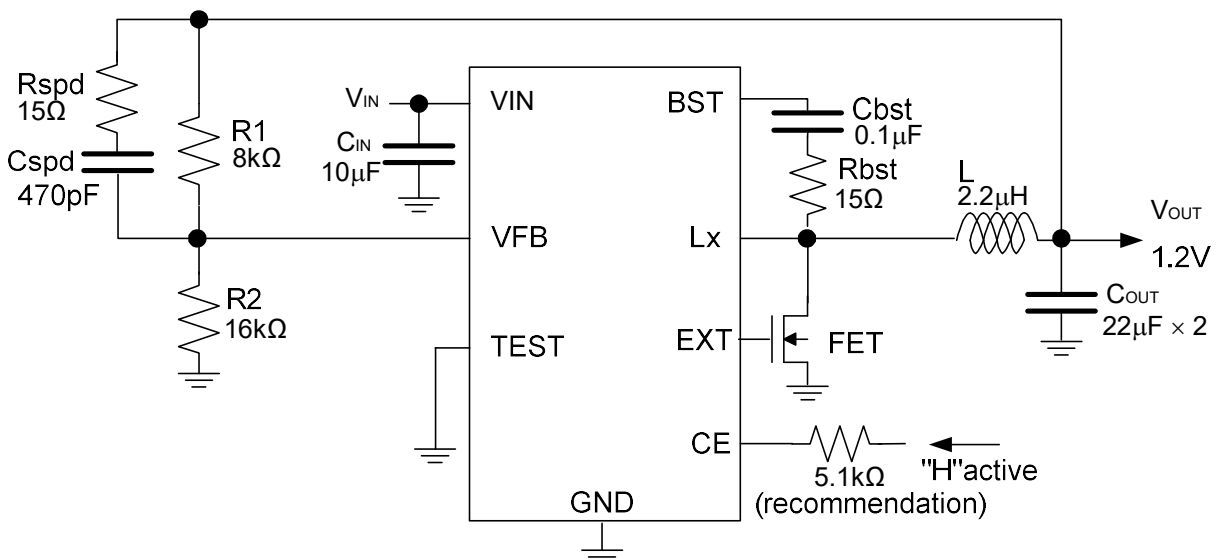 Rspd
15Ω
Cspd
470pF
R1
8kΩ
R2
16kΩ
VIN
CIN
10μF
VIN
VFB
TEST
GND
BST
Lx
EXT
CE
Cbst
0.1μF
Rbst
15Ω
L
2.2μH
VOUT
1.2V
COUT
22μF × 2
FET
5.1kΩ
(recommendation)
"H"active